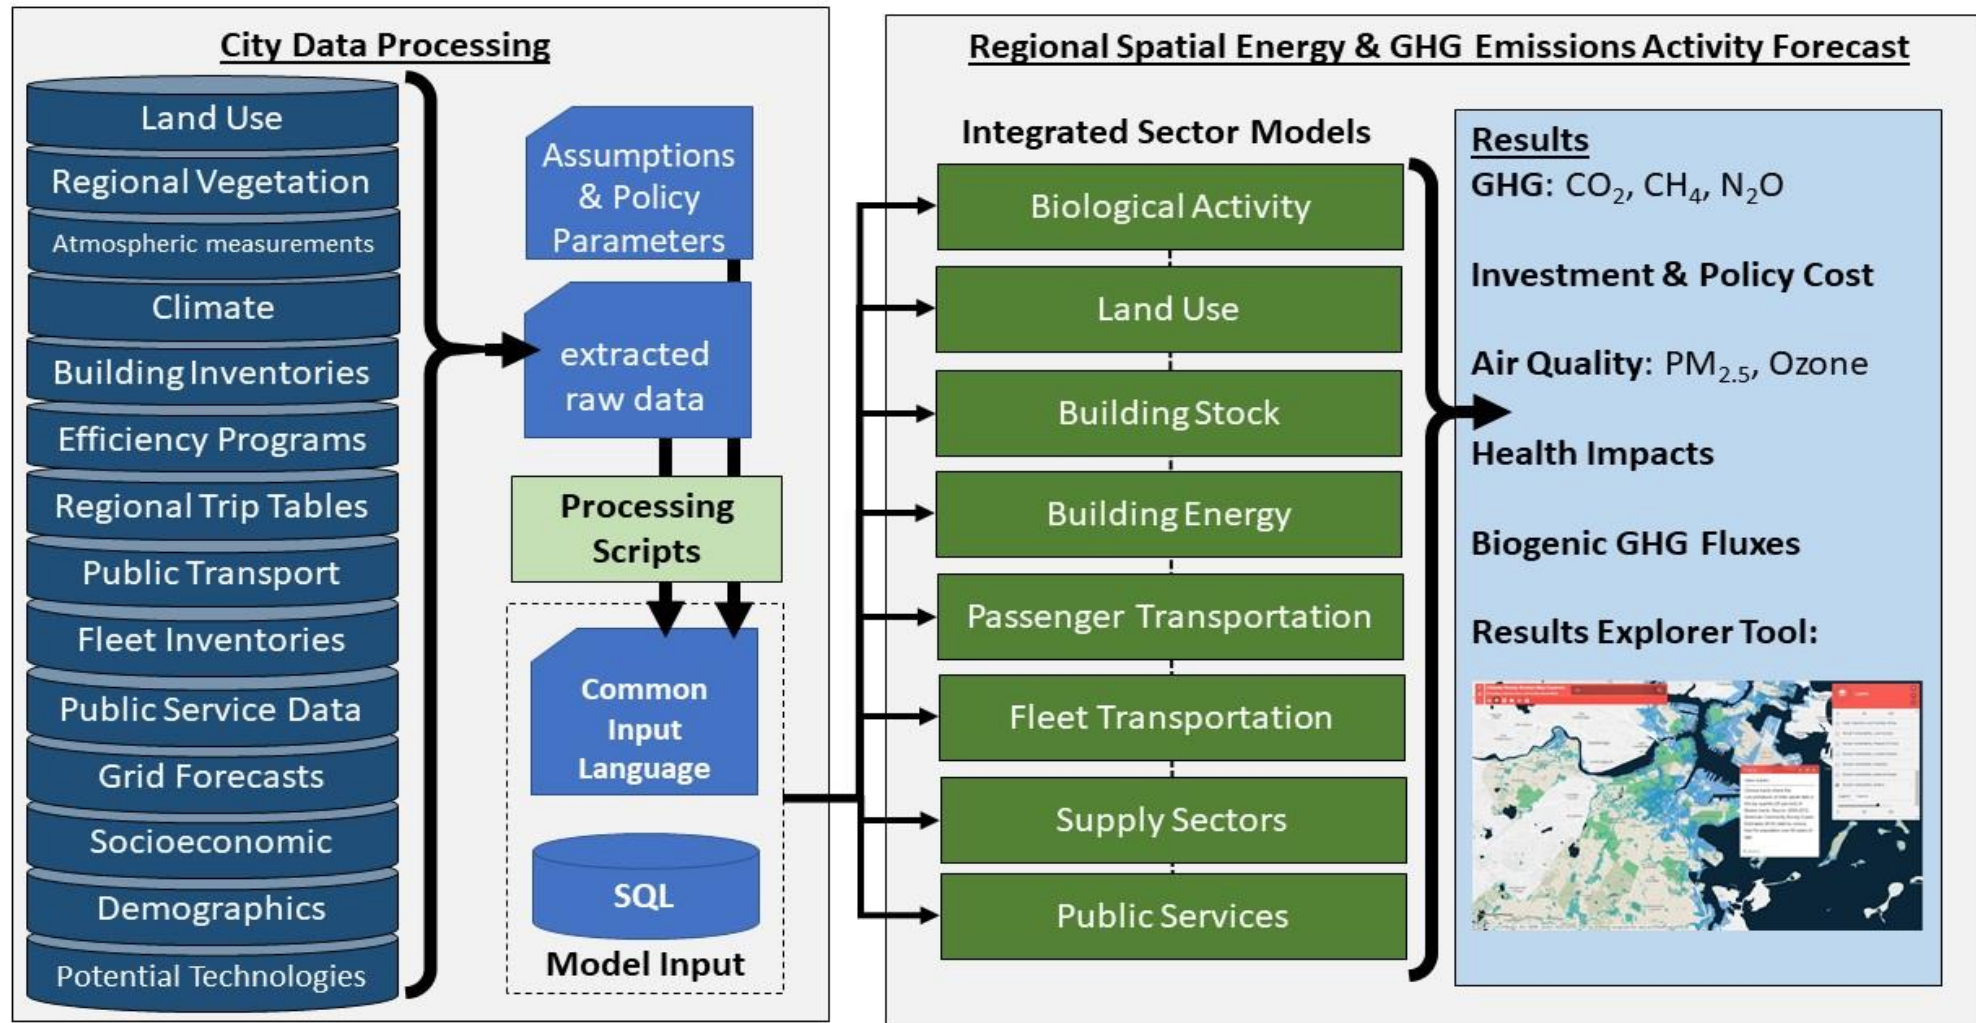 City Data Processing
Land Use
Regional Vegetation
Atmospheric measurements
Climate
Building Inventories
Efficiency Programs
Regional Trip Tables
Public Transport
Fleet Inventories
Public Service Data
Grid Forecasts
Socioeconomic
Demographics
Potential Technologies
Assumptions
& Policy
Parameters
extracted
raw data
Processing
Scripts
Common
Input
Language
SQL
Model Input
Regional Spatial Energy & GHG Emissions Activity Forecast
Integrated Sector Models
Biological Activity
Land Use
Building Stock
Building Energy
Passenger Transportation
Fleet Transportation
Supply Sectors
Public Services
Results
GHG: CO₂, CH₄, N₂O
Investment & Policy Cost
Air Quality: PM₂.₅, Ozone
Health Impacts
Biogenic GHG Fluxes
Results Explorer Tool: